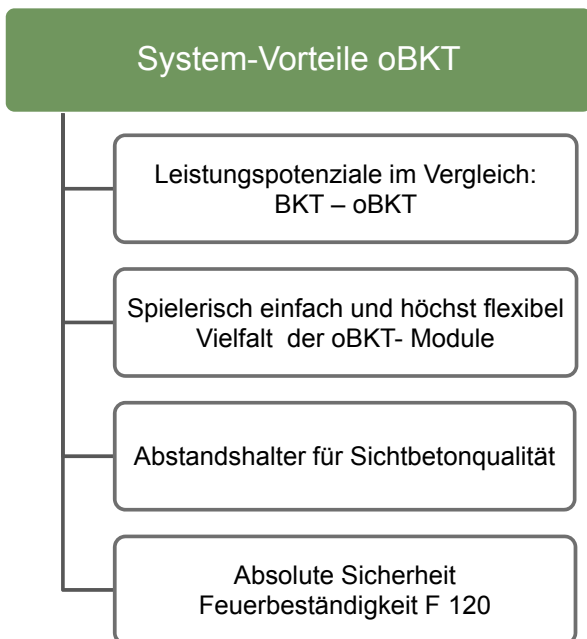 System-Vorteile oBKT
Leistungspotenziale im Vergleich:
BKT – oBKT
Spielerisch einfach und höchst flexibel
Vielfalt  der oBKT- Module
Abstandshalter für Sichtbetonqualität
Absolute Sicherheit
Feuerbeständigkeit F 120